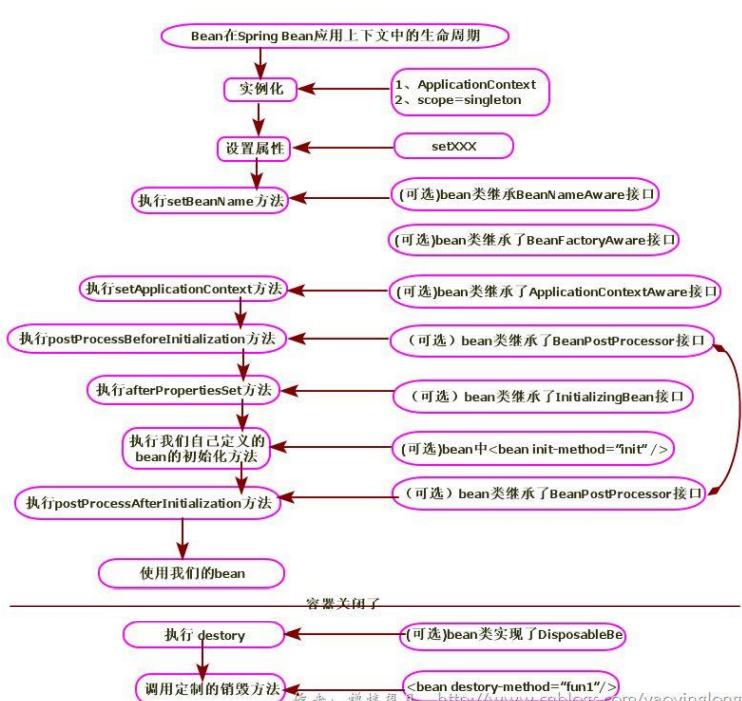 Bean在Spring Bean应用上下文中的生命周期
实例化
1、ApplicationContext
2、scope=singleton
设置属性
setXXX
执行setBeanName方法
(可选)bean类继承BeanNameAware接口
(可选)bean类继承了BeanFactoryAware接口
执行setApplicationContext方法
(可选)bean类继承了ApplicationContextAware接口
执行postProcessBeforeInitialization方法
（可选）bean类继承了BeanPostProcessor接口
执行afterPropertiesSet方法
（可选）bean类继承了InitializingBean接口
执行我们自己定义的
bean的初始化方法
(可选)bean中<bean init-method="init" />
执行postProcessAfterInitialization方法
（可选）bean类继承了BeanPostProcessor接口
使用我们的bean
容器关闭了
执行 destory
(可选)bean类实现了DisposableBe
调用定制的销毁方法
<bean destory-method="fun1"/>
http://www.cnblogs.com/yaoyinglong